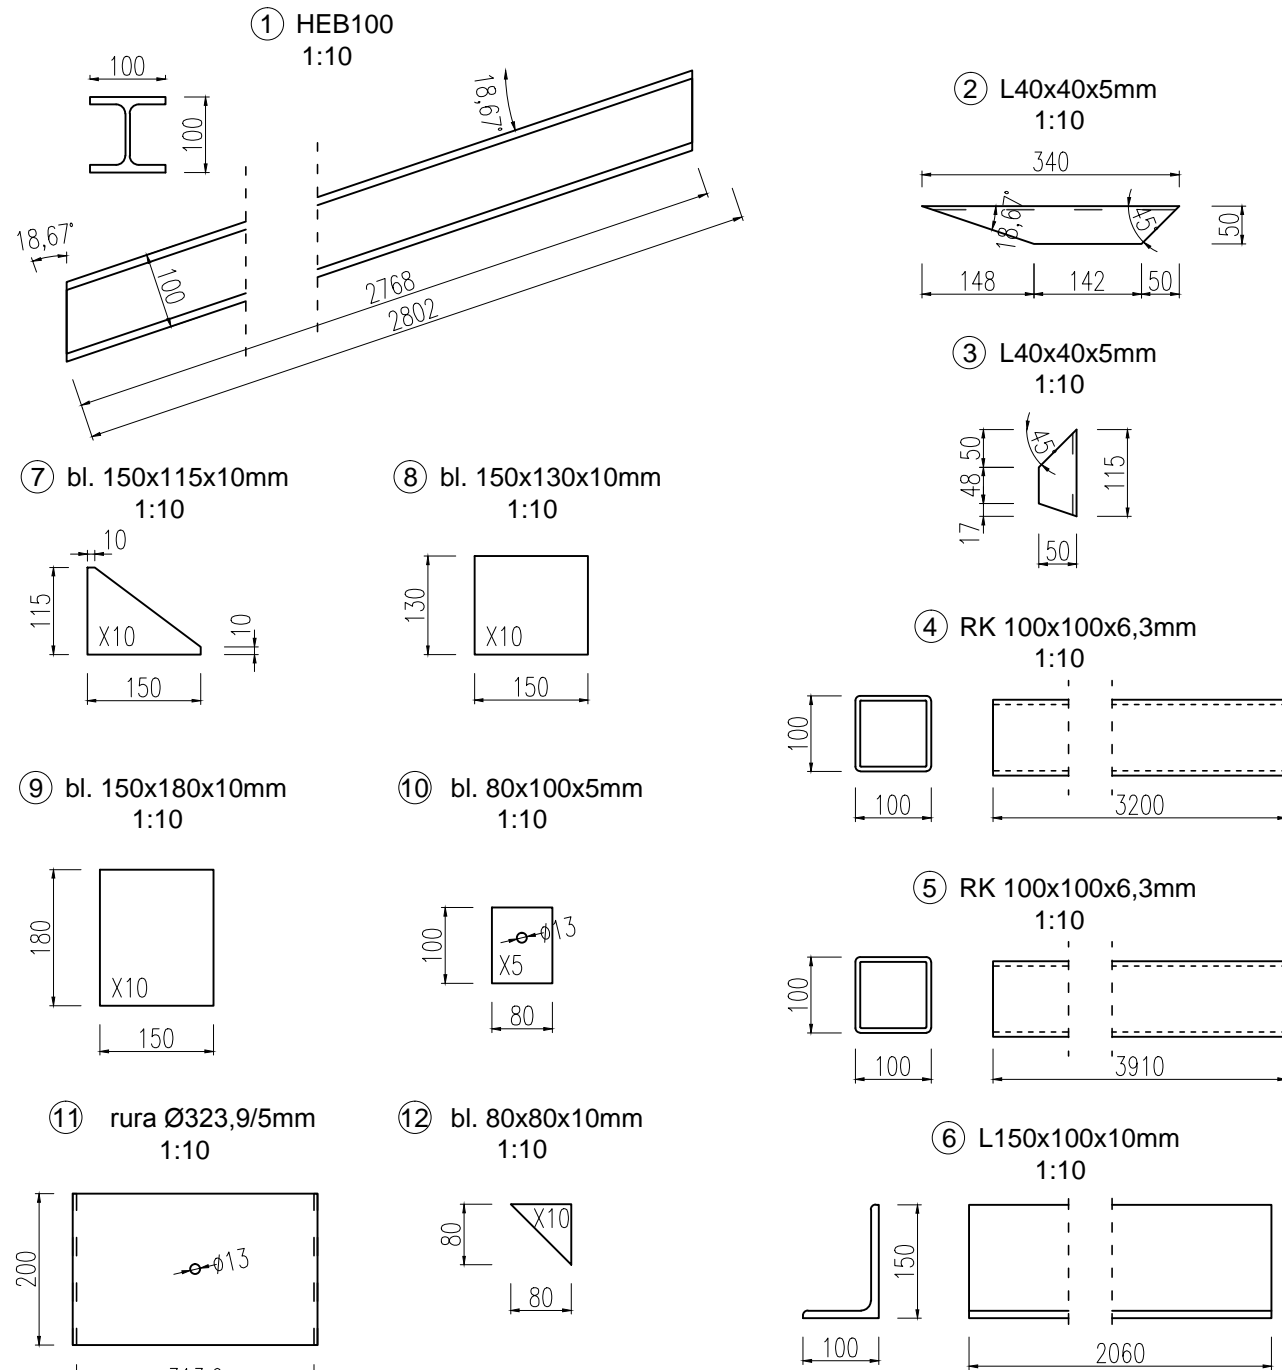 1 HEB100
1:10
100
100
18,67°
18,67°
100
2768
2802
2 L40x40x5mm
1:10
340
18,67°
45°
50
148
142
50
3 L40x40x5mm
1:10
45°
50
48
17
115
50
7 bl. 150x115x10mm
1:10
10
115
10
X10
150
8 bl. 150x130x10mm
1:10
130
X10
150
4 RK 100x100x6,3mm
1:10
100
100
3200
9 bl. 150x180x10mm
1:10
180
X10
150
10 bl. 80x100x5mm
1:10
100
ϕ13
X5
80
5 RK 100x100x6,3mm
1:10
100
100
3910
11 rura Ø323,9/5mm
1:10
200
ϕ13
12 bl. 80x80x10mm
1:10
80
X10
80
6 L150x100x10mm
1:10
150
100
2060